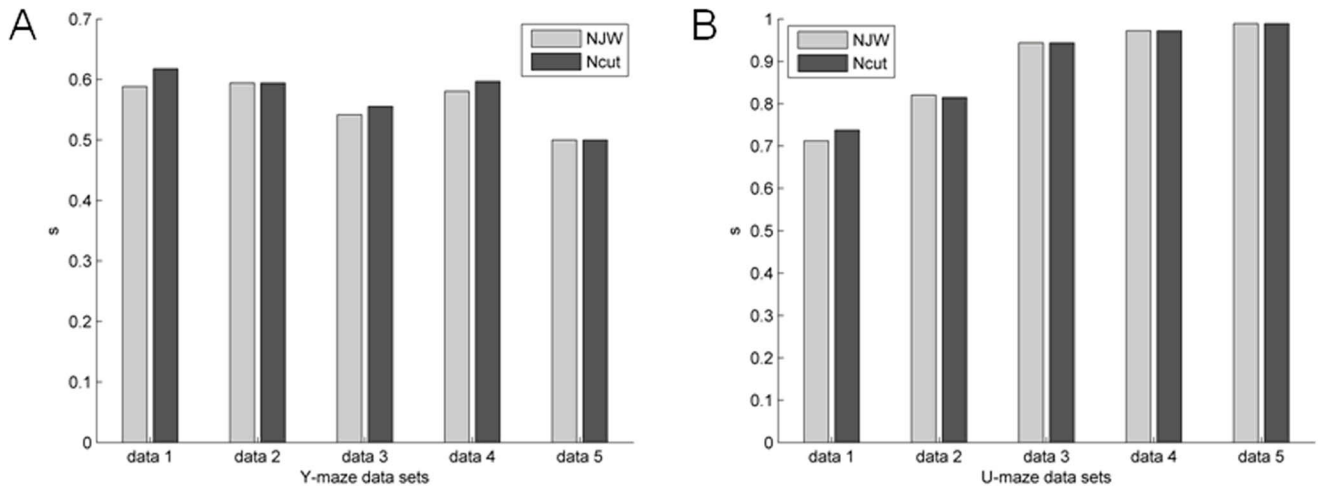 A
0.7
0.6
0.5
0.4
0.3
0.2
0.1
0
s
NJW
Ncut
data 1 data 2 data 3 data 4 data 5
Y-maze data sets
B
1
0.9
0.8
0.7
0.6
0.5
0.4
0.3
0.2
0.1
0
s
NJW
Ncut
data 1 data 2 data 3 data 4 data 5
U-maze data sets